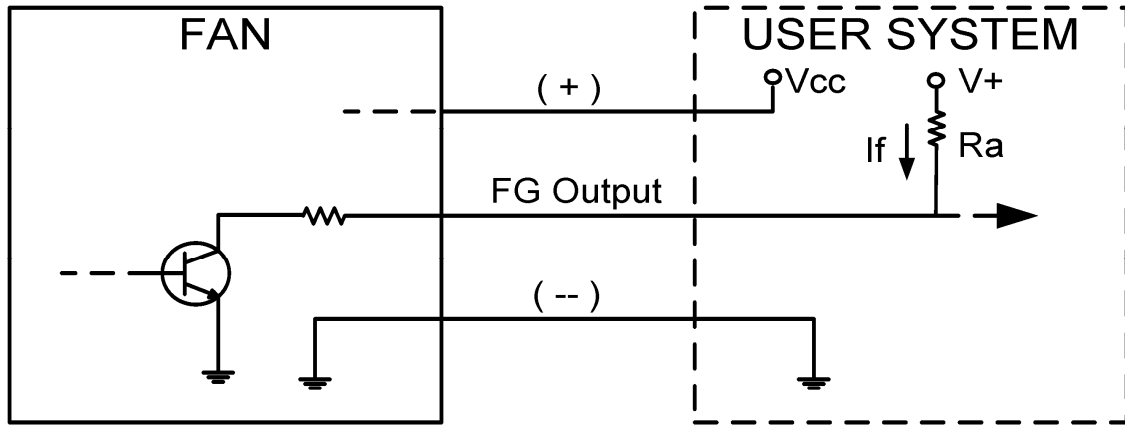 FAN
USER SYSTEM
( + )
Vcc
V+
If
Ra
FG Output
( -- )